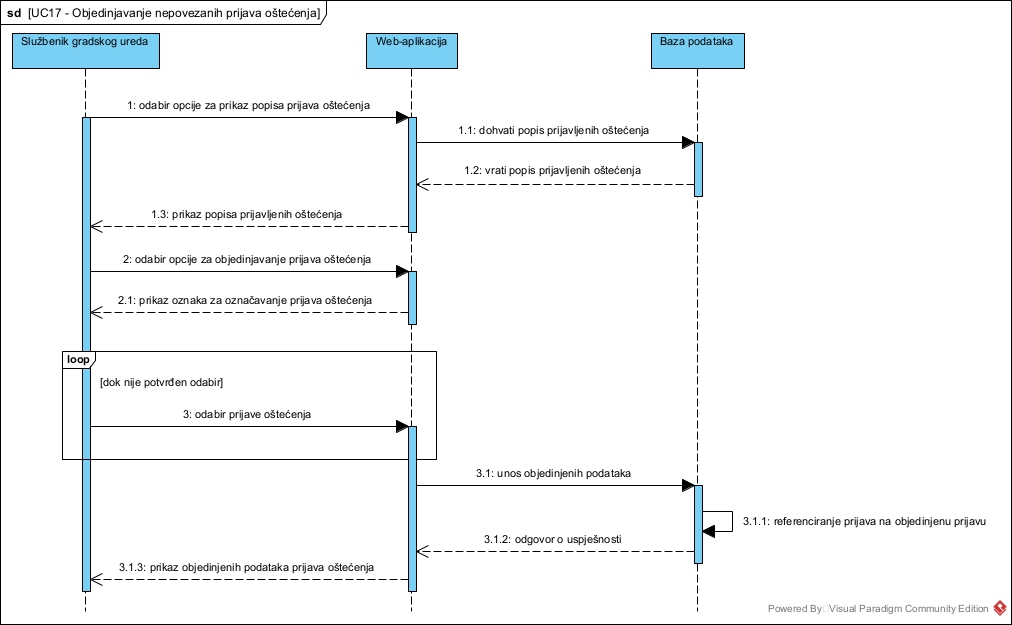 sd [UC17 - Objedinjavanje nepovezanih prijava oštećenja]
Službenik gradskog ureda
Web-aplikacija
Baza podataka
1: odabir opcije za prikaz popisa prijava oštećenja
1.1: dohvati popis prijavljenih oštećenja
1.2: vrati popis prijavljenih oštećenja
1.3: prikaz popisa prijavljenih oštećenja
2: odabir opcije za objedinjavanje prijava oštećenja
2.1: prikaz oznaka za označavanje prijava oštećenja
loop
[dok nije potvrđen odabir]
3: odabir prijave oštećenja
3.1: unos objedinjenih podataka
3.1.1: referenciranje prijava na objedinjenu prijavu
3.1.2: odgovor o uspješnosti
3.1.3: prikaz objedinjenih podataka prijava oštećenja
Powered By Visual Paradigm Community Edition